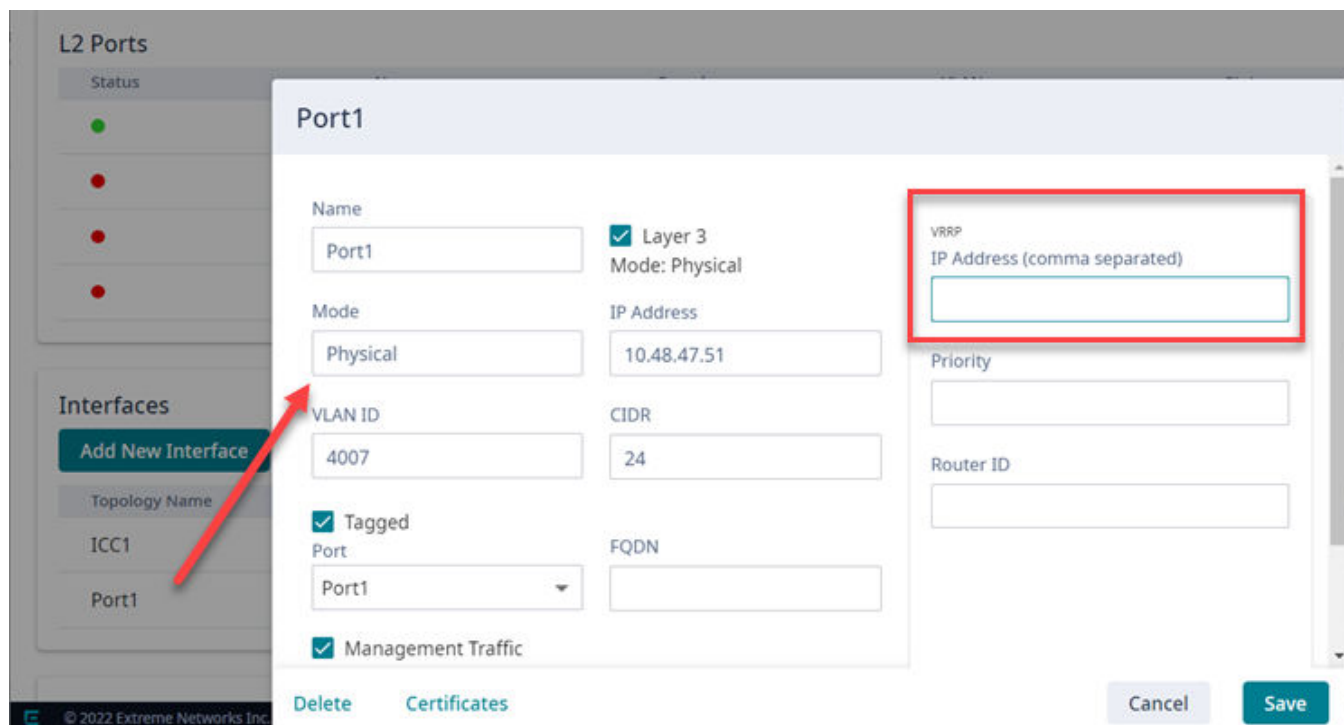 L2 Ports
Status
Port1
Name
Port1
Layer 3
Mode: Physical
Mode
Physical
IP Address
10.48.47.51
VLAN ID
4007
CIDR
24
Tagged
Port
Port1
FQDN
Management Traffic
VRRP
IP Address (comma separated)
Priority
Router ID
Interfaces
Add New Interface
Topology Name
ICC1
Port1
Delete
Certificates
Cancel
Save
© 2022 Extreme Networks Inc.